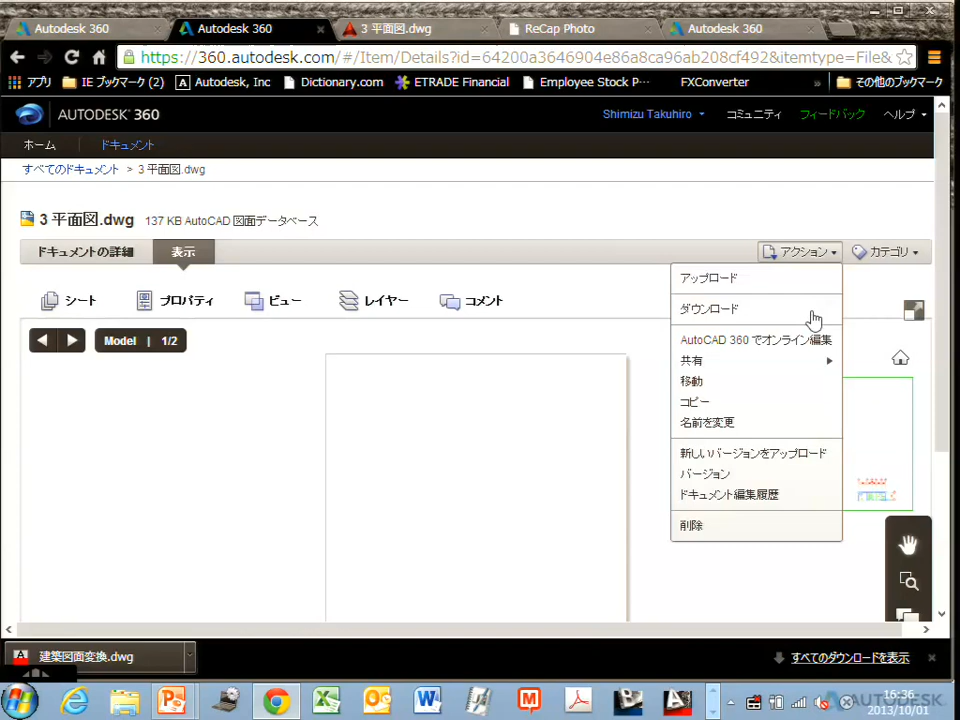 Autodesk 360
Autodesk 360
3 平面図.dwg
ReCap Photo
Autodesk 360
https://360.autodesk.com/#/Item/Details?id=64200a3646904e86a8ca96ab208cf492&itemtype=File&
アプリ
IE ブックマーク (2)
Autodesk, Inc
Dictionary.com
ETRADE Financial
Employee Stock P…
FXConverter
»
その他のブックマーク
AUTODESK 360
Shimizu Takuhiro
コミュニティ
フィードバック
ヘルプ
ホーム
ドキュメント
すべてのドキュメント > 3 平面図.dwg
3 平面図.dwg 137 KB AutoCAD 図面データベース
ドキュメントの詳細
表示
アクション
カテゴリ
シート
プロパティ
ビュー
レイヤー
コメント
Model | 1/2
アップロード
ダウンロード
AutoCAD 360 でオンライン編集
共有
移動
コピー
名前を変更
新しいバージョンをアップロード
バージョン
ドキュメント編集履歴
削除
建築図面変換.dwg
すべてのダウンロードを表示
16:36
2013/10/01
AUTODESK